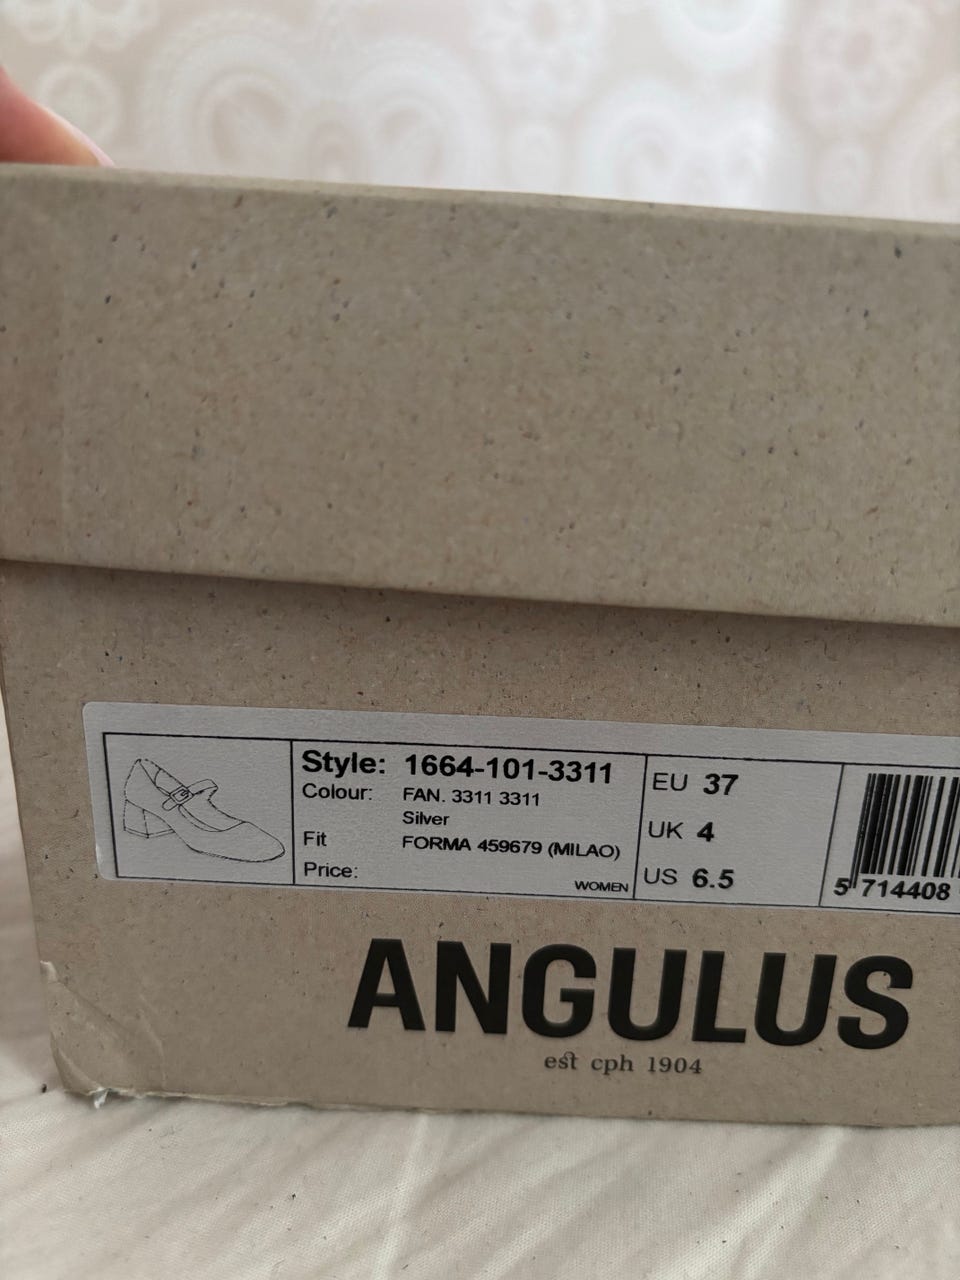 Style: 1664-101-3311
Colour: FAN. 3311 3311
Silver
Fit FORMA 459679 (MILAO)
Price:
WOMEN
EU 37
UK 4
US 6.5
5 714408
ANGULUS
est cph 1904